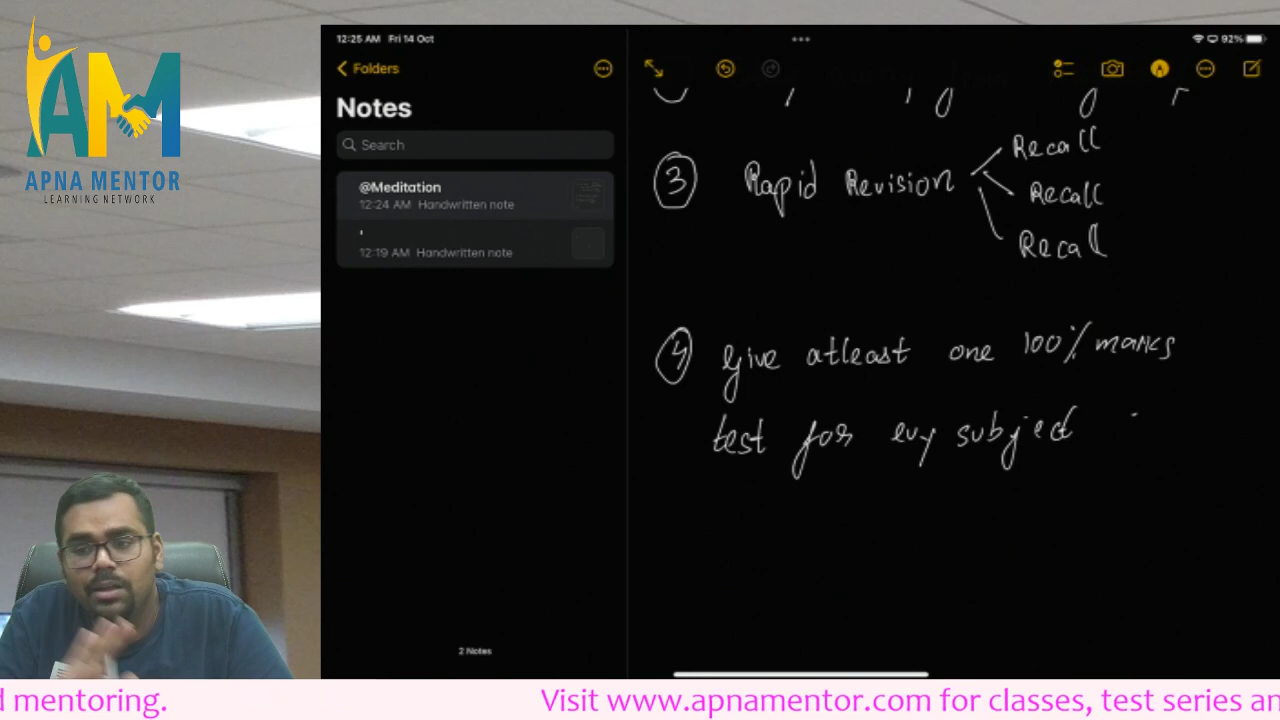 AM
APNA MENTOR
LEARNING NETWORK
12:25 AM Fri 14 Oct
92%
Folders
Notes
Search
@Meditation
12:24 AM Handwritten note
12:19 AM Handwritten note
2 Notes
3 Rapid Revision
Recall
Recall
Recall
4 Give atleast one 100% marks
test for evy subject
d mentoring.
Visit www.apnamentor.com for classes, test series an